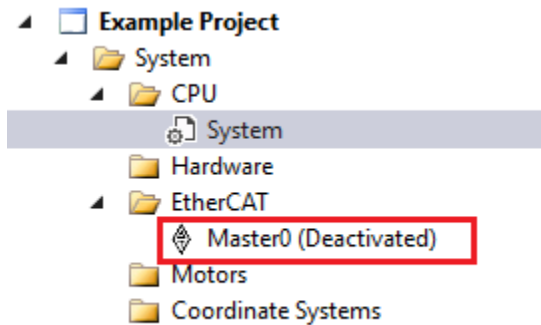 Example Project
System
CPU
System
Hardware
EtherCAT
Master0 (Deactivated)
Motors
Coordinate Systems